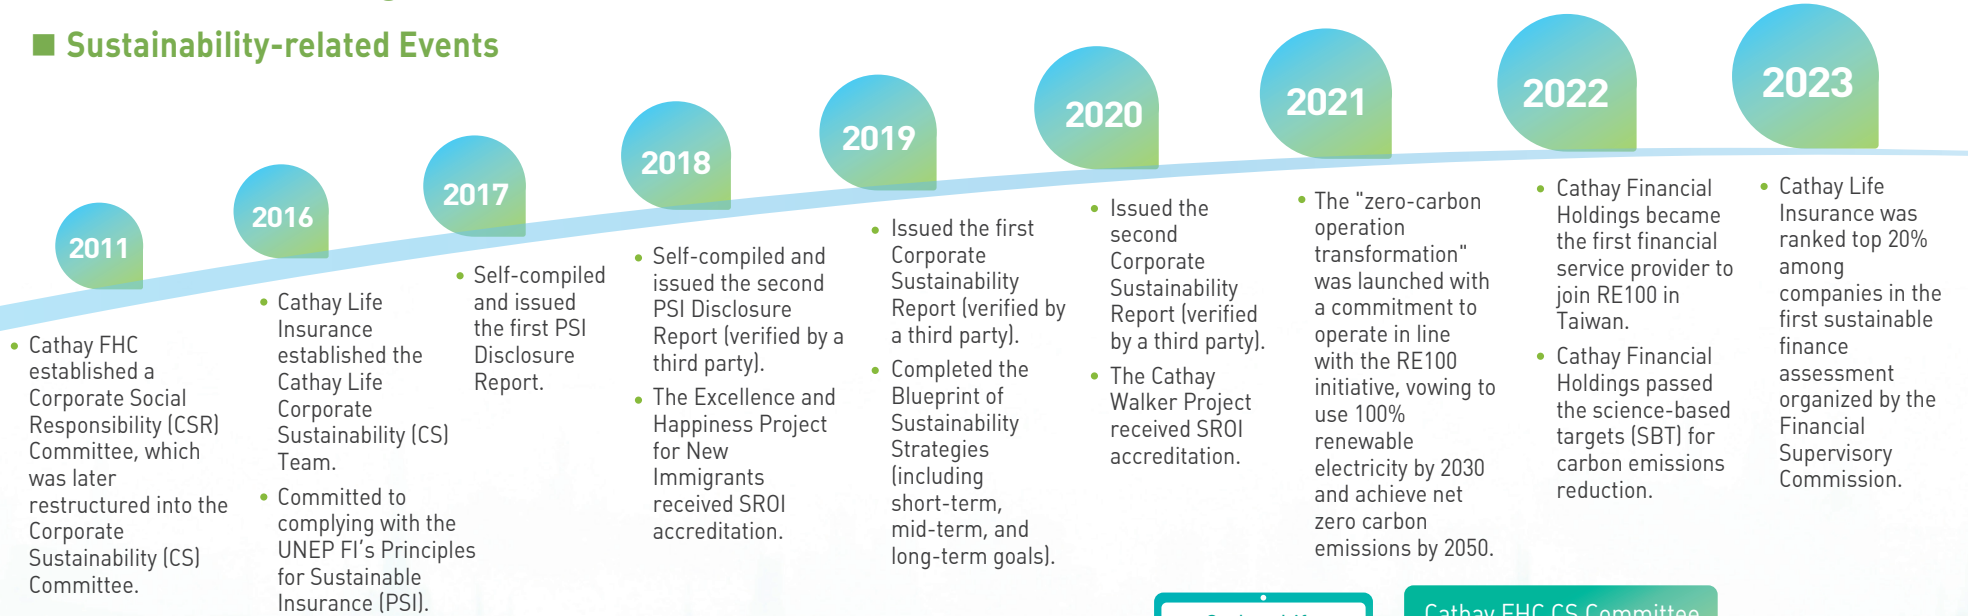 Sustainability-related Events
2011
Cathay FHC
established a
Corporate Social
Responsibility (CSR)
Committee, which
was later
restructured into the
Corporate
Sustainability (CS)
Committee.
2016
Cathay Life
Insurance
established the
Cathay Life
Corporate
Sustainability (CS)
Team.
Committed to
complying with the
UNEP FI's Principles
for Sustainable
Insurance (PSI).
2017
Self-compiled
and issued
the first PSI
Disclosure
Report.
2018
Self-compiled and
issued the second
PSI Disclosure
Report (verified by a
third party).
The Excellence and
Happiness Project
for New
Immigrants
received SROI
accreditation.
2019
Issued the first
Corporate
Sustainability
Report (verified by
a third party).
Completed the
Blueprint of
Sustainability
Strategies
(including
short-term,
mid-term, and
long-term goals).
2020
Issued the
second
Corporate
Sustainability
Report (verified
by a third party).
The Cathay
Walker Project
received SROI
accreditation.
2021
The "zero-carbon
operation
transformation"
was launched with
a commitment to
operate in line
with the RE100
initiative, vowing to
use 100%
renewable
electricity by 2030
and achieve net
zero carbon
emissions by 2050.
2022
Cathay Financial
Holdings became
the first financial
service provider to
join RE100 in
Taiwan.
Cathay Financial
Holdings passed
the science-based
targets (SBT) for
carbon emissions
reduction.
2023
Cathay Life
Insurance was
ranked top 20%
among
companies in the
first sustainable
finance
assessment
organized by the
Financial
Supervisory
Commission.
Cathay FHC CS Committee